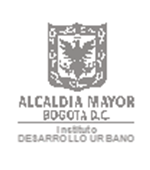 ALCALDIA MAYOR
BOGOTA D.C.
Instituto
DESARROLLO URBANO